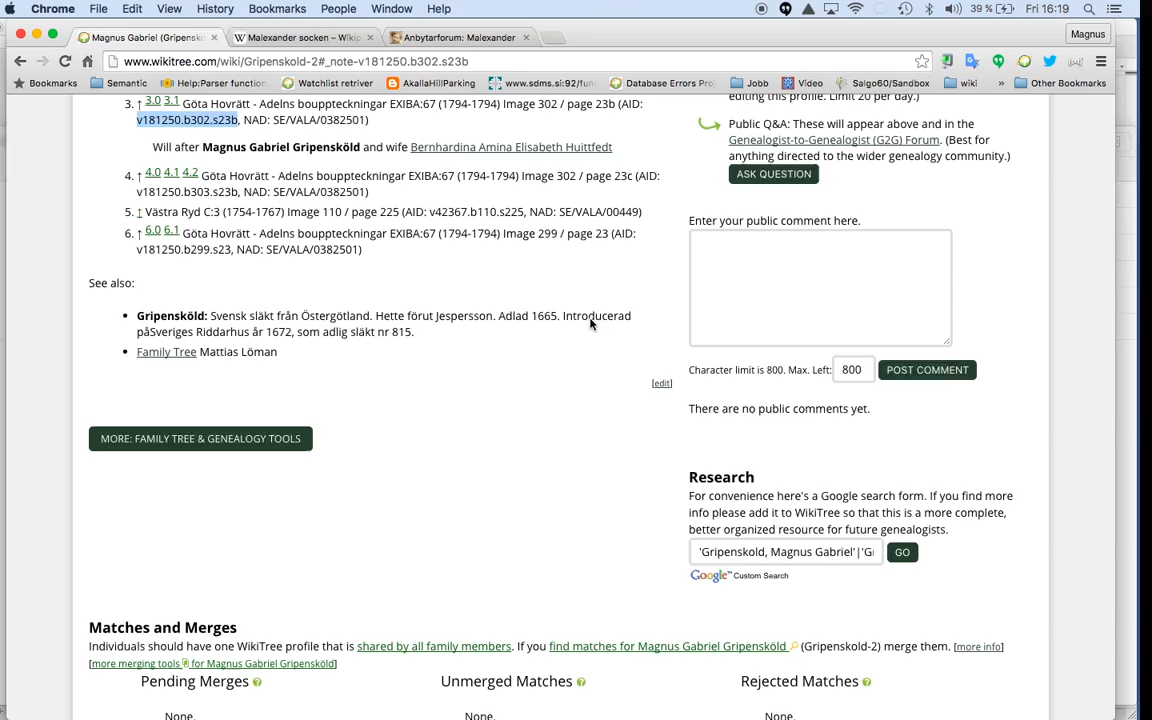 Chrome File Edit View History Bookmarks People Window Help 39 % Fri 16:19
Magnus Gabriel (Gripensko Malexander socken – Wikip Anbytarforum: Malexander Magnus
www.wikitree.com/wiki/Gripenskold-2#_note-v181250.b302.s23b
Bookmarks Semantic Help:Parser function Watchlist retriever AkallaHillParking www.sdms.si:92/fun Database Errors Pro Jobb Video Salgo60/Sandbox wiki Other Bookmarks
3. ↑ 3.0 3.1 Göta Hovrätt - Adelns bouppteckningar EXIBA:67 (1794-1794) Image 302 / page 23b (AID:
v181250.b302.s23b, NAD: SE/VALA/0382501)
Will after Magnus Gabriel Gripensköld and wife Bernhardina Amina Elisabeth Huittfedt
4. ↑ 4.0 4.1 4.2 Göta Hovrätt - Adelns bouppteckningar EXIBA:67 (1794-1794) Image 302 / page 23c (AID:
v181250.b303.s23b, NAD: SE/VALA/0382501)
5. ↑ Västra Ryd C:3 (1754-1767) Image 110 / page 225 (AID: v42367.b110.s225, NAD: SE/VALA/00449)
6. ↑ 6.0 6.1 Göta Hovrätt - Adelns bouppteckningar EXIBA:67 (1794-1794) Image 299 / page 23 (AID:
v181250.b299.s23, NAD: SE/VALA/0382501)
See also:
• Gripensköld: Svensk släkt från Östergötland. Hette förut Jespersson. Adlad 1665. Introducerad
påSveriges Riddarhus år 1672, som adlig släkt nr 815.
• Family Tree Mattias Löman
[edit]
MORE: FAMILY TREE & GENEALOGY TOOLS
editing this profile. Limit 20 per day.)
Public Q&A: These will appear above and in the
Genealogist-to-Genealogist (G2G) Forum. (Best for
anything directed to the wider genealogy community.)
ASK QUESTION
Enter your public comment here.
Character limit is 800. Max. Left: 800 POST COMMENT
There are no public comments yet.
Research
For convenience here's a Google search form. If you find more
info please add it to WikiTree so that this is a more complete,
better organized resource for future genealogists.
'Gripenskold, Magnus Gabriel'|'G GO
Google™ Custom Search
Matches and Merges
Individuals should have one WikiTree profile that is shared by all family members. If you find matches for Magnus Gabriel Gripensköld (Gripenskold-2) merge them. [more info]
[more merging tools for Magnus Gabriel Gripensköld]
Pending Merges ? Unmerged Matches ? Rejected Matches ?
None. None. None.